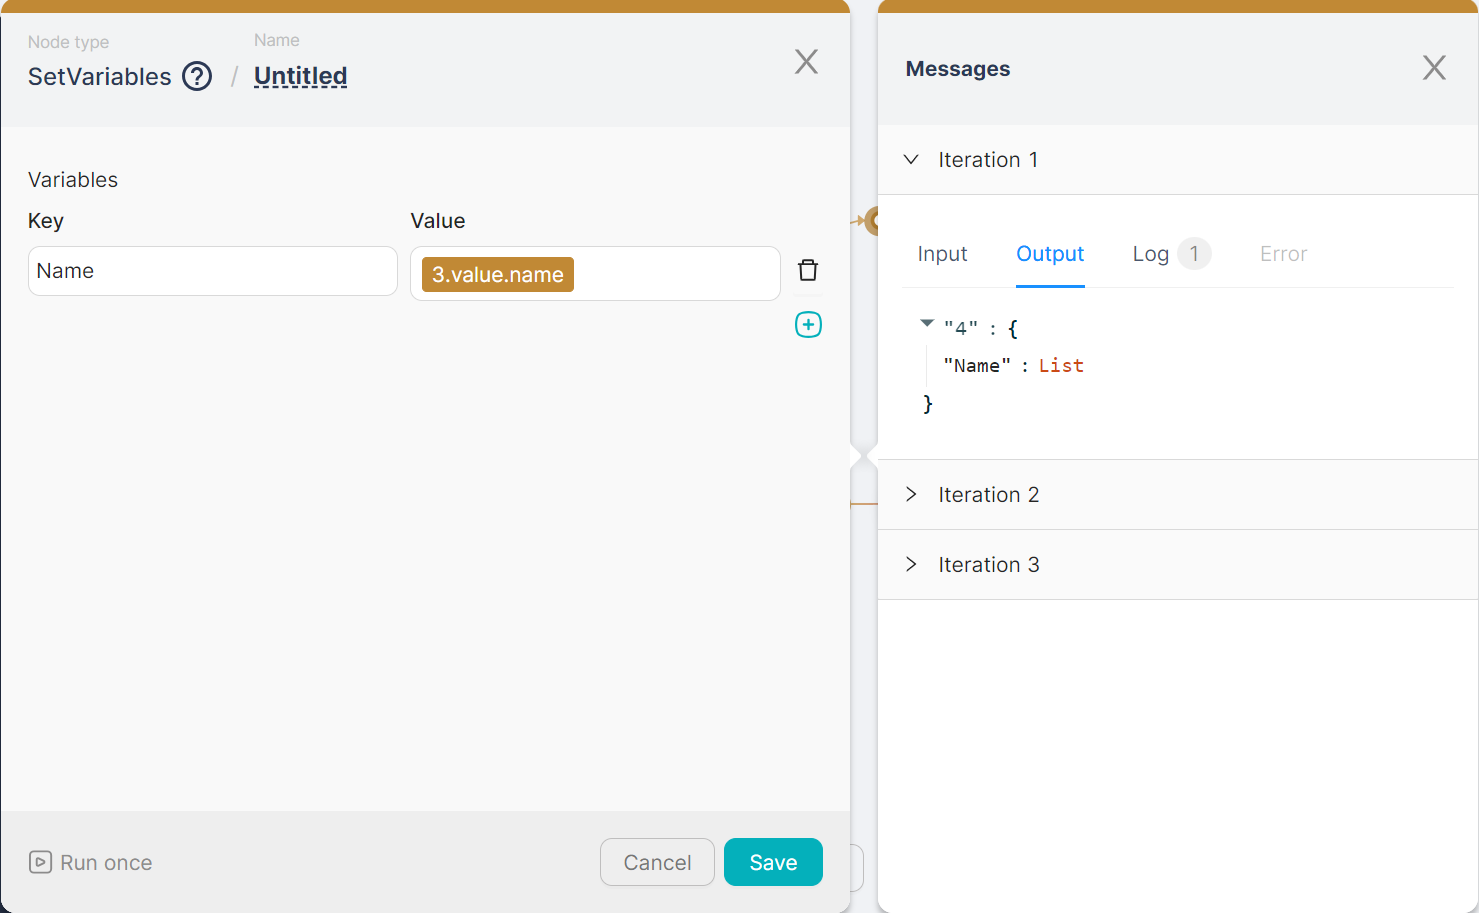 Node type
Name
SetVariables ? / Untitled
Variables
Key
Value
Name
3.value.name
Run once
Cancel
Save
Messages
Iteration 1
Input
Output
Log 1
Error
"4" : {
"Name" : List
}
Iteration 2
Iteration 3